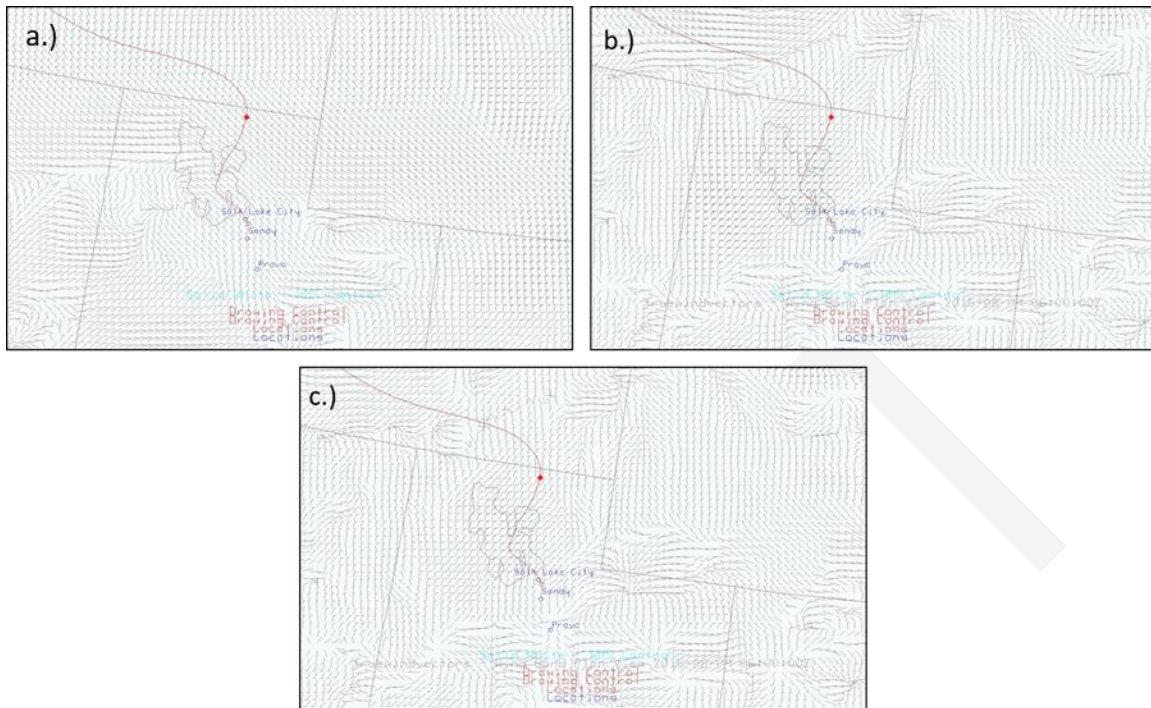 a.)
Salt Lake City
Sandy
Provo
Drawing Control
Drawing Control
Locations
Locations
b.)
Salt Lake City
Sandy
Provo
Drawing Control
Drawing Control
Locations
Locations
c.)
Salt Lake City
Sandy
Provo
Drawing Control
Drawing Control
Locations
Locations